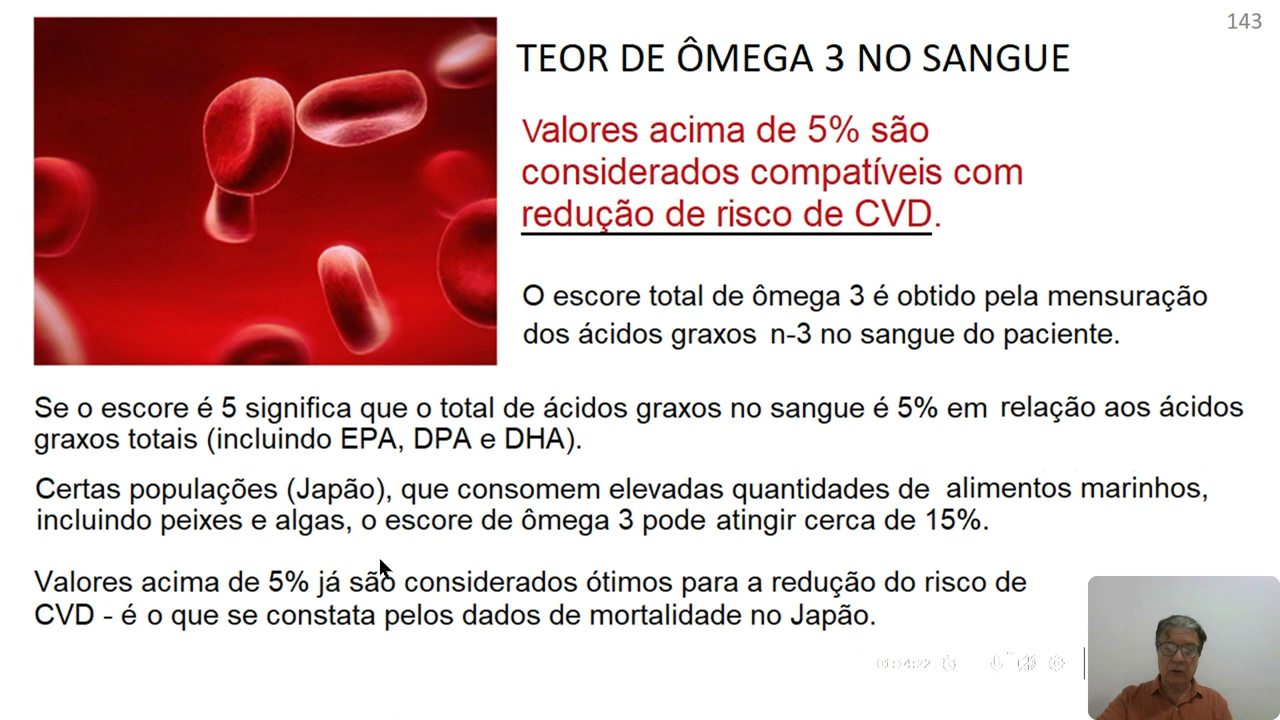 143
TEOR DE ÔMEGA 3 NO SANGUE
Valores acima de 5% são
considerados compatíveis com
redução de risco de CVD.
O escore total de ômega 3 é obtido pela mensuração
dos ácidos graxos n-3 no sangue do paciente.
Se o escore é 5 significa que o total de ácidos graxos no sangue é 5% em relação aos ácidos
graxos totais (incluindo EPA, DPA e DHA).
Certas populações (Japão), que consomem elevadas quantidades de alimentos marinhos,
incluindo peixes e algas, o escore de ômega 3 pode atingir cerca de 15%.
Valores acima de 5% já são considerados ótimos para a redução do risco de
CVD - é o que se constata pelos dados de mortalidade no Japão.